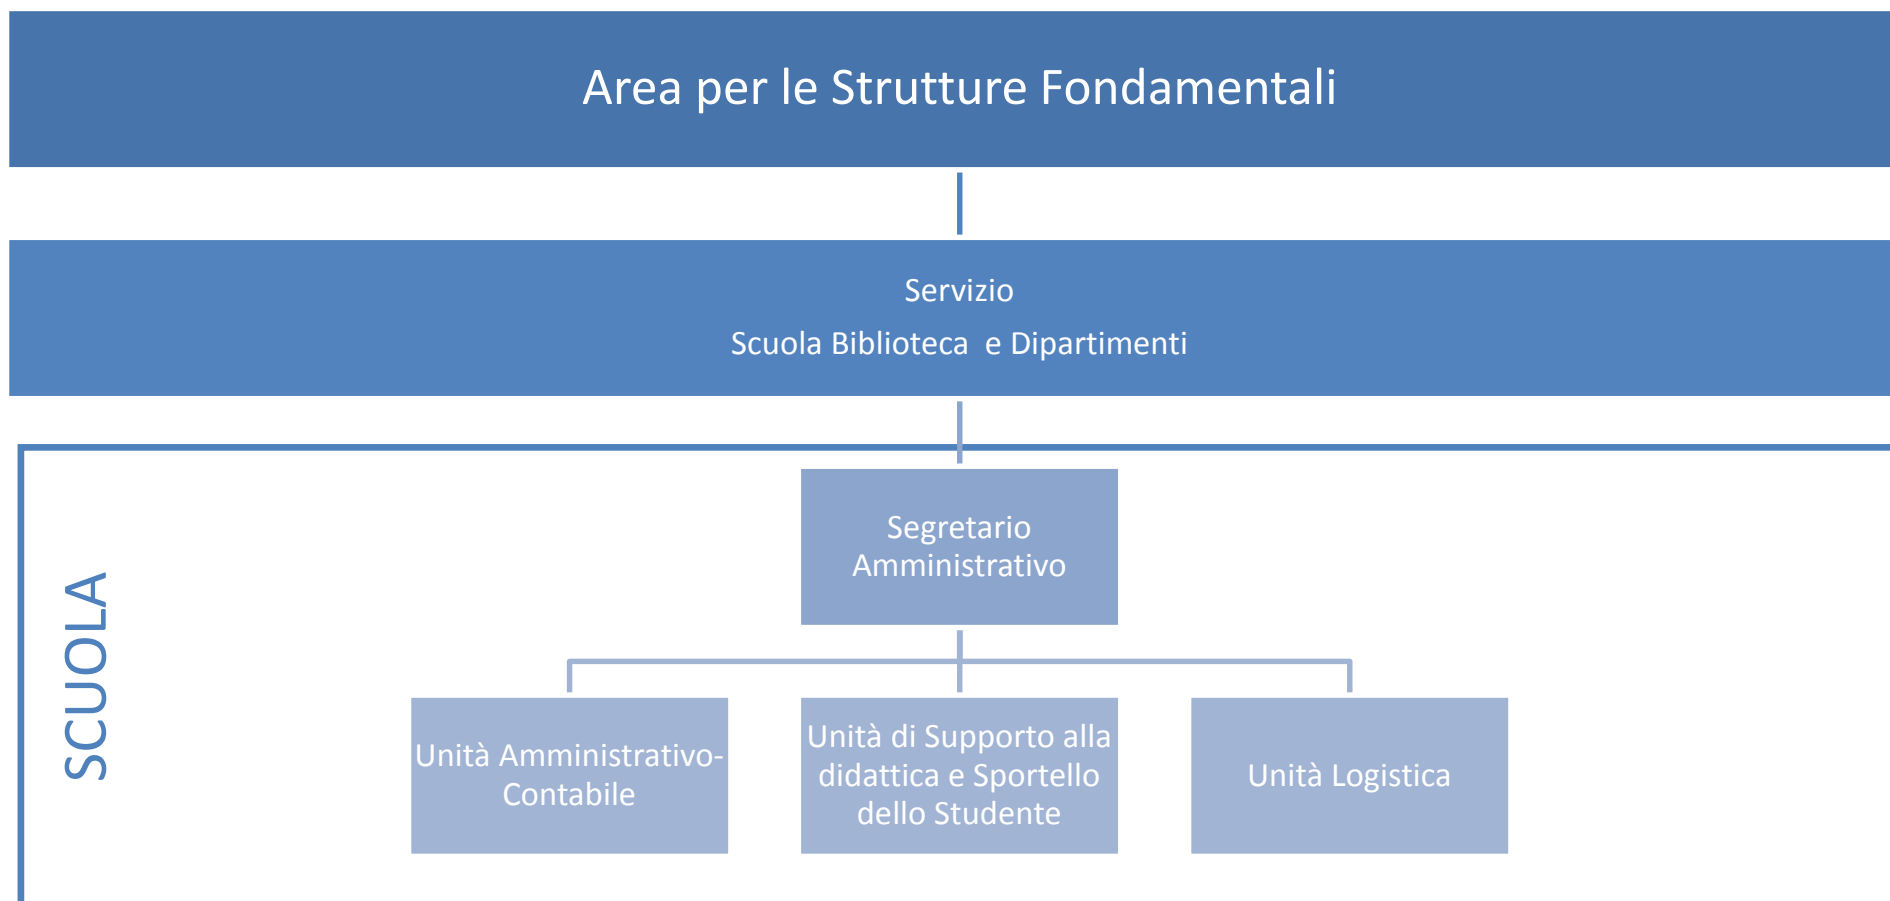 Area per le Strutture Fondamentali
Servizio
Scuola Biblioteca  e Dipartimenti
SCUOLA
Segretario
Amministrativo
Unità Amministrativo-
Contabile
Unità di Supporto alla
didattica e Sportello
dello Studente
Unità Logistica